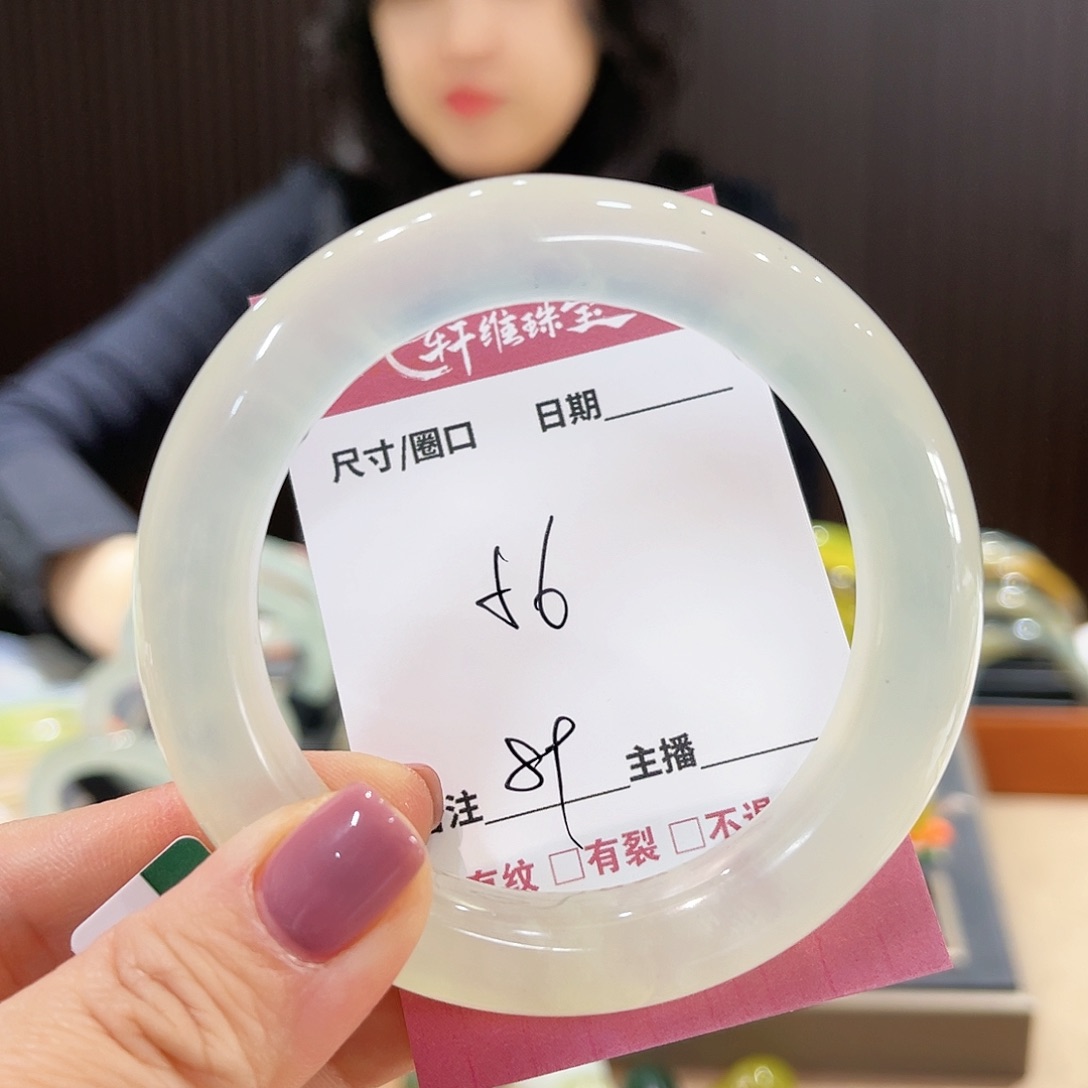 轩维珠宝
尺寸/圈口 日期
56
注 89 主播
有纹 □有裂 □不退